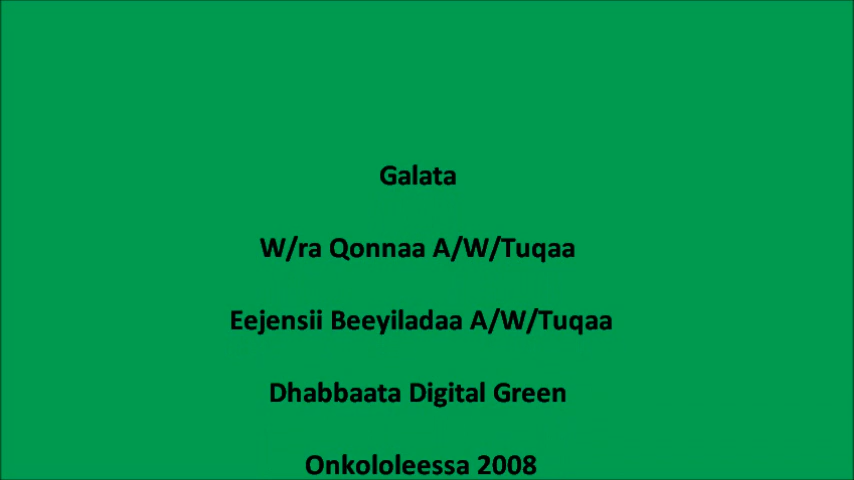 Galata
W/ra Qonnaa A/W/Tuqaa
Eejensii Beeyiladaa A/W/Tuqaa
Dhabbaata Digital Green
Onkololeessa 2008